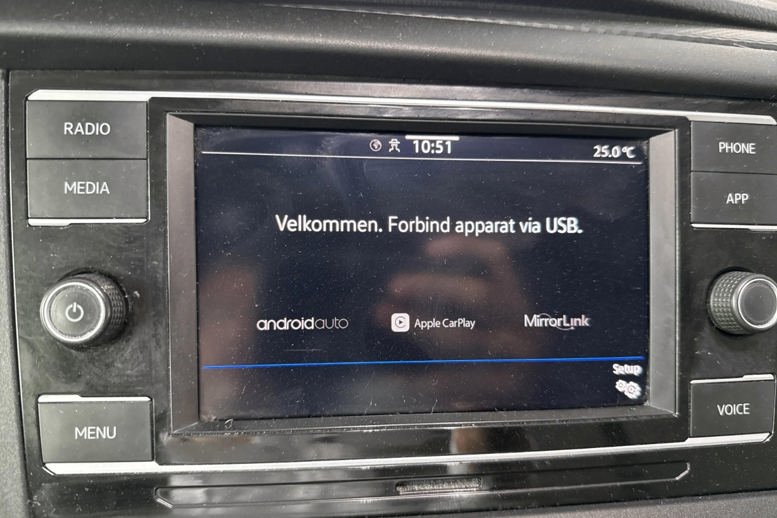 RADIO
MEDIA
MENU
10:51
25.0°C
Velkommen. Forbind apparat via USB.
androidauto
Apple CarPlay
MirrorLink
Setup
PHONE
APP
VOICE